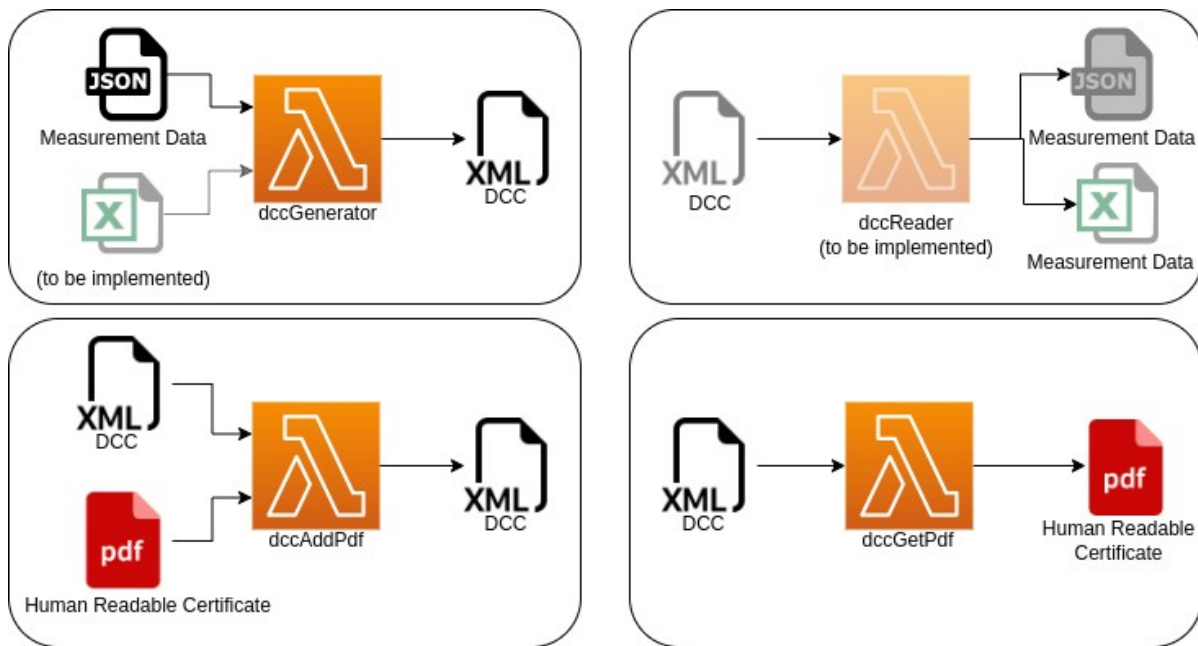 JSON
Measurement Data
X
(to be implemented)
dccGenerator
XML
DCC
XML
DCC
dccReader
(to be implemented)
JSON
Measurement Data
X
Measurement Data
XML
DCC
pdf
Human Readable Certificate
dccAddPdf
XML
DCC
XML
DCC
dccGetPdf
pdf
Human Readable
Certificate